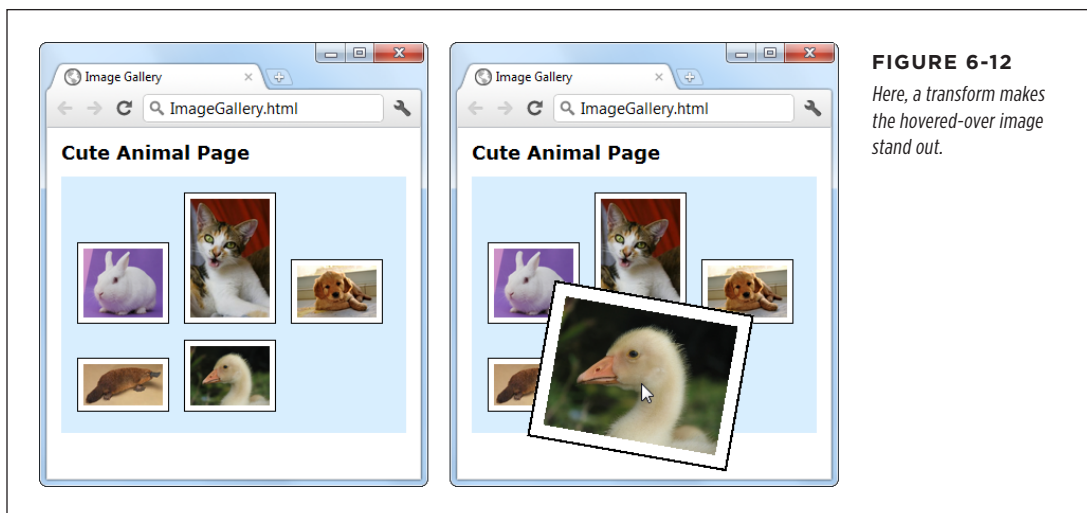 Image Gallery
ImageGallery.html
Cute Animal Page
Image Gallery
ImageGallery.html
Cute Animal Page
FIGURE 6-12
Here, a transform makes
the hovered-over image
stand out.